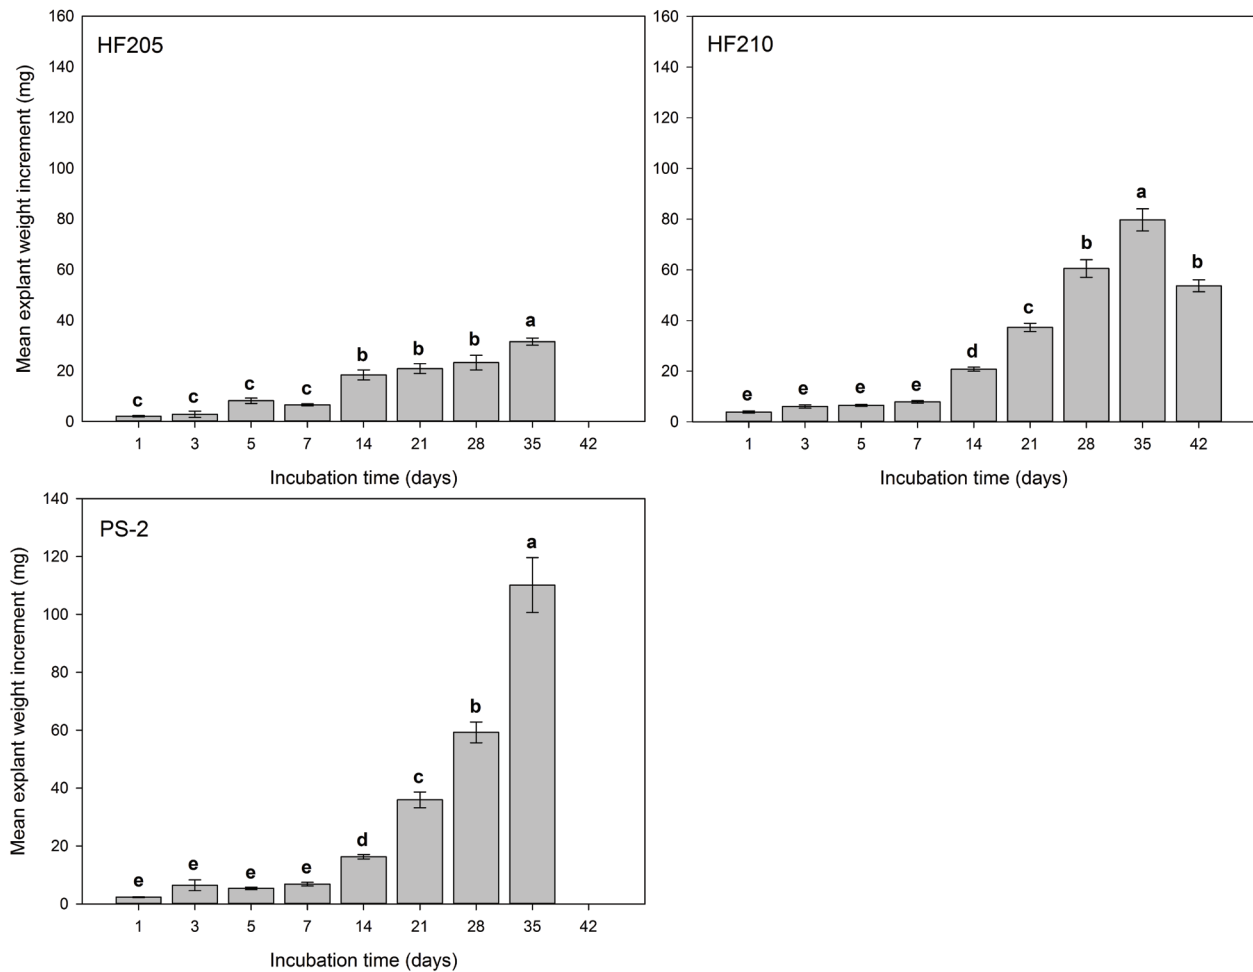 HF205
Mean explant weight increment (mg)
160
140
120
100
80
60
40
20
0
c c c c b b b a
1 3 5 7 14 21 28 35 42
Incubation time (days)
HF210
160
140
120
100
80
60
40
20
0
e e e e d c b a b
1 3 5 7 14 21 28 35 42
Incubation time (days)
PS-2
Mean explant weight increment (mg)
140
120
100
80
60
40
20
0
e e e e d c b a
1 3 5 7 14 21 28 35 42
Incubation time (days)